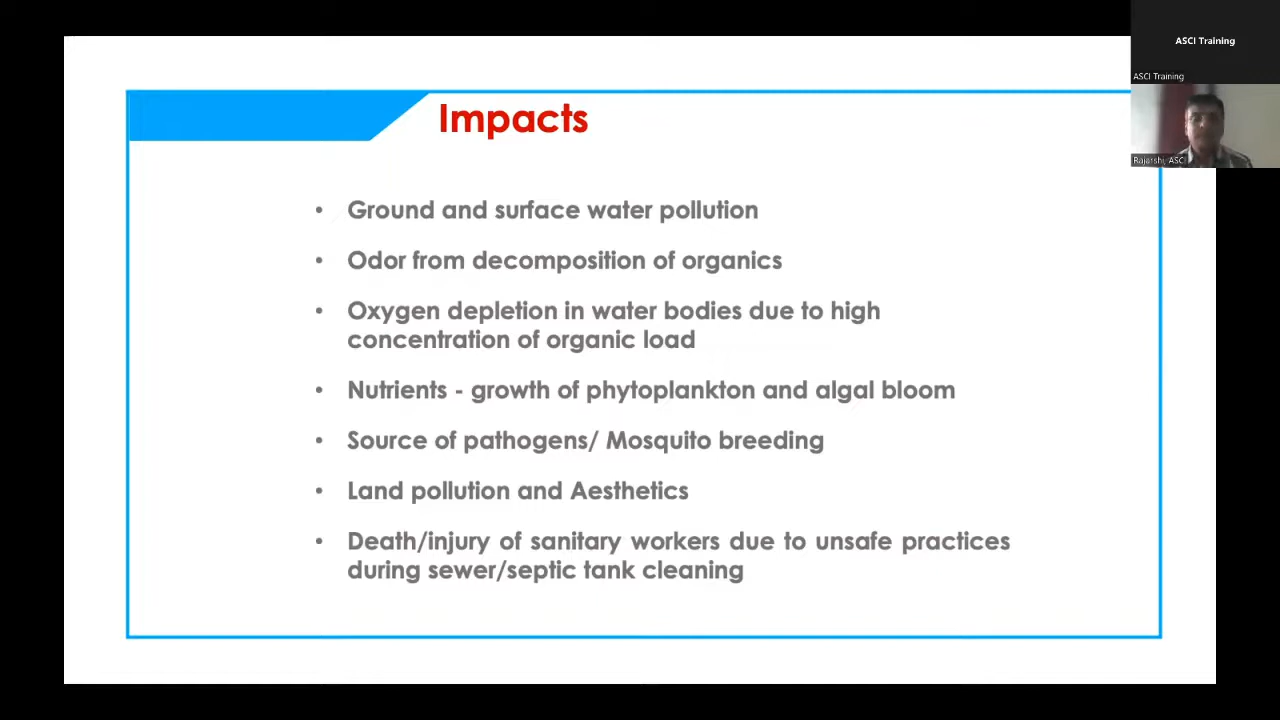 ASCI Training
ASCI Training
Rajarshi, ASCI
Impacts
• Ground and surface water pollution
• Odor from decomposition of organics
• Oxygen depletion in water bodies due to high
concentration of organic load
• Nutrients - growth of phytoplankton and algal bloom
• Source of pathogens/ Mosquito breeding
• Land pollution and Aesthetics
• Death/injury of sanitary workers due to unsafe practices
during sewer/septic tank cleaning